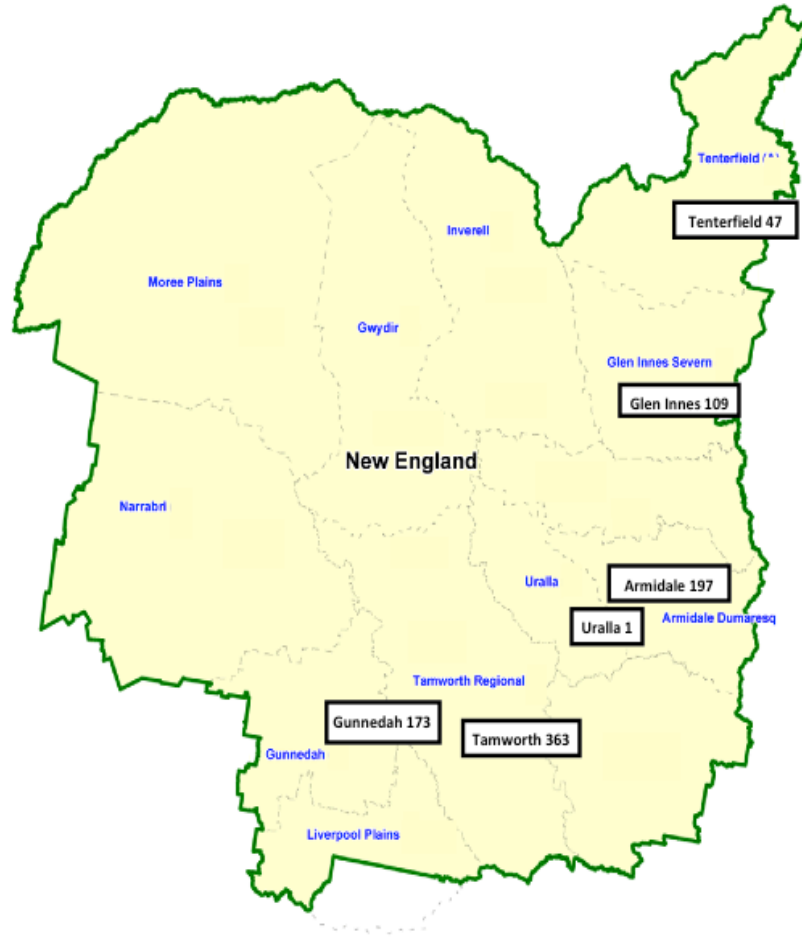 Tenterfield (A)
Tenterfield 47
Inverell
Moree Plains
Gwydir
Glen Innes Severn
Glen Innes 109
New England
Narrabri
Uralla
Armidale 197
Uralla 1
Armidale Dumaresq
Tamworth Regional
Gunnedah 173
Tamworth 363
Gunnedah
Liverpool Plains